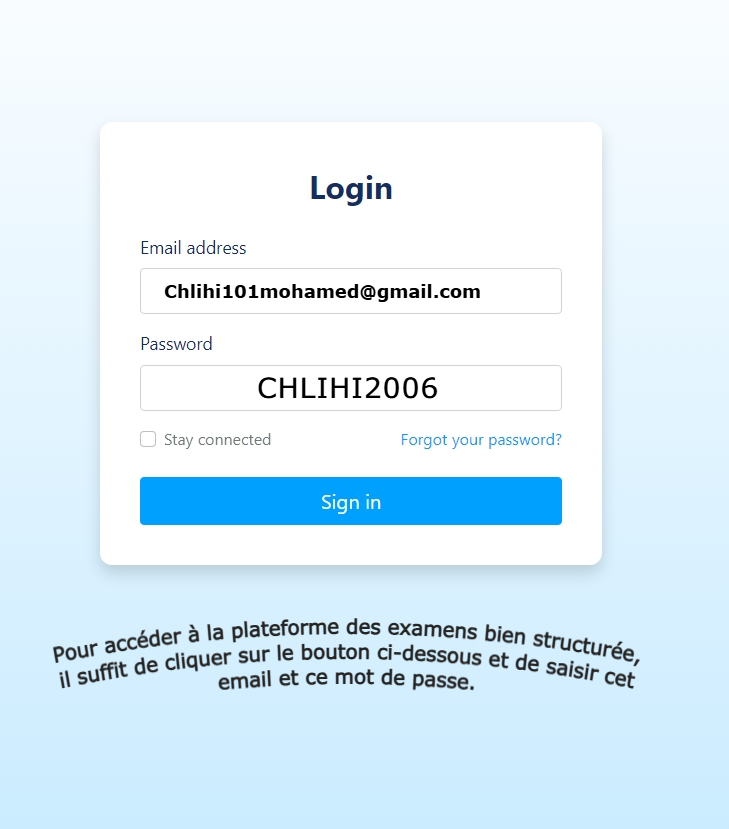 Login
Email address
Chlihi101mohamed@gmail.com
Password
CHLIHI2006
Stay connected
Forgot your password?
Sign in
Pour accéder à la plateforme des examens bien structurée,
il suffit de cliquer sur le bouton ci-dessous et de saisir cet
email et ce mot de passe.